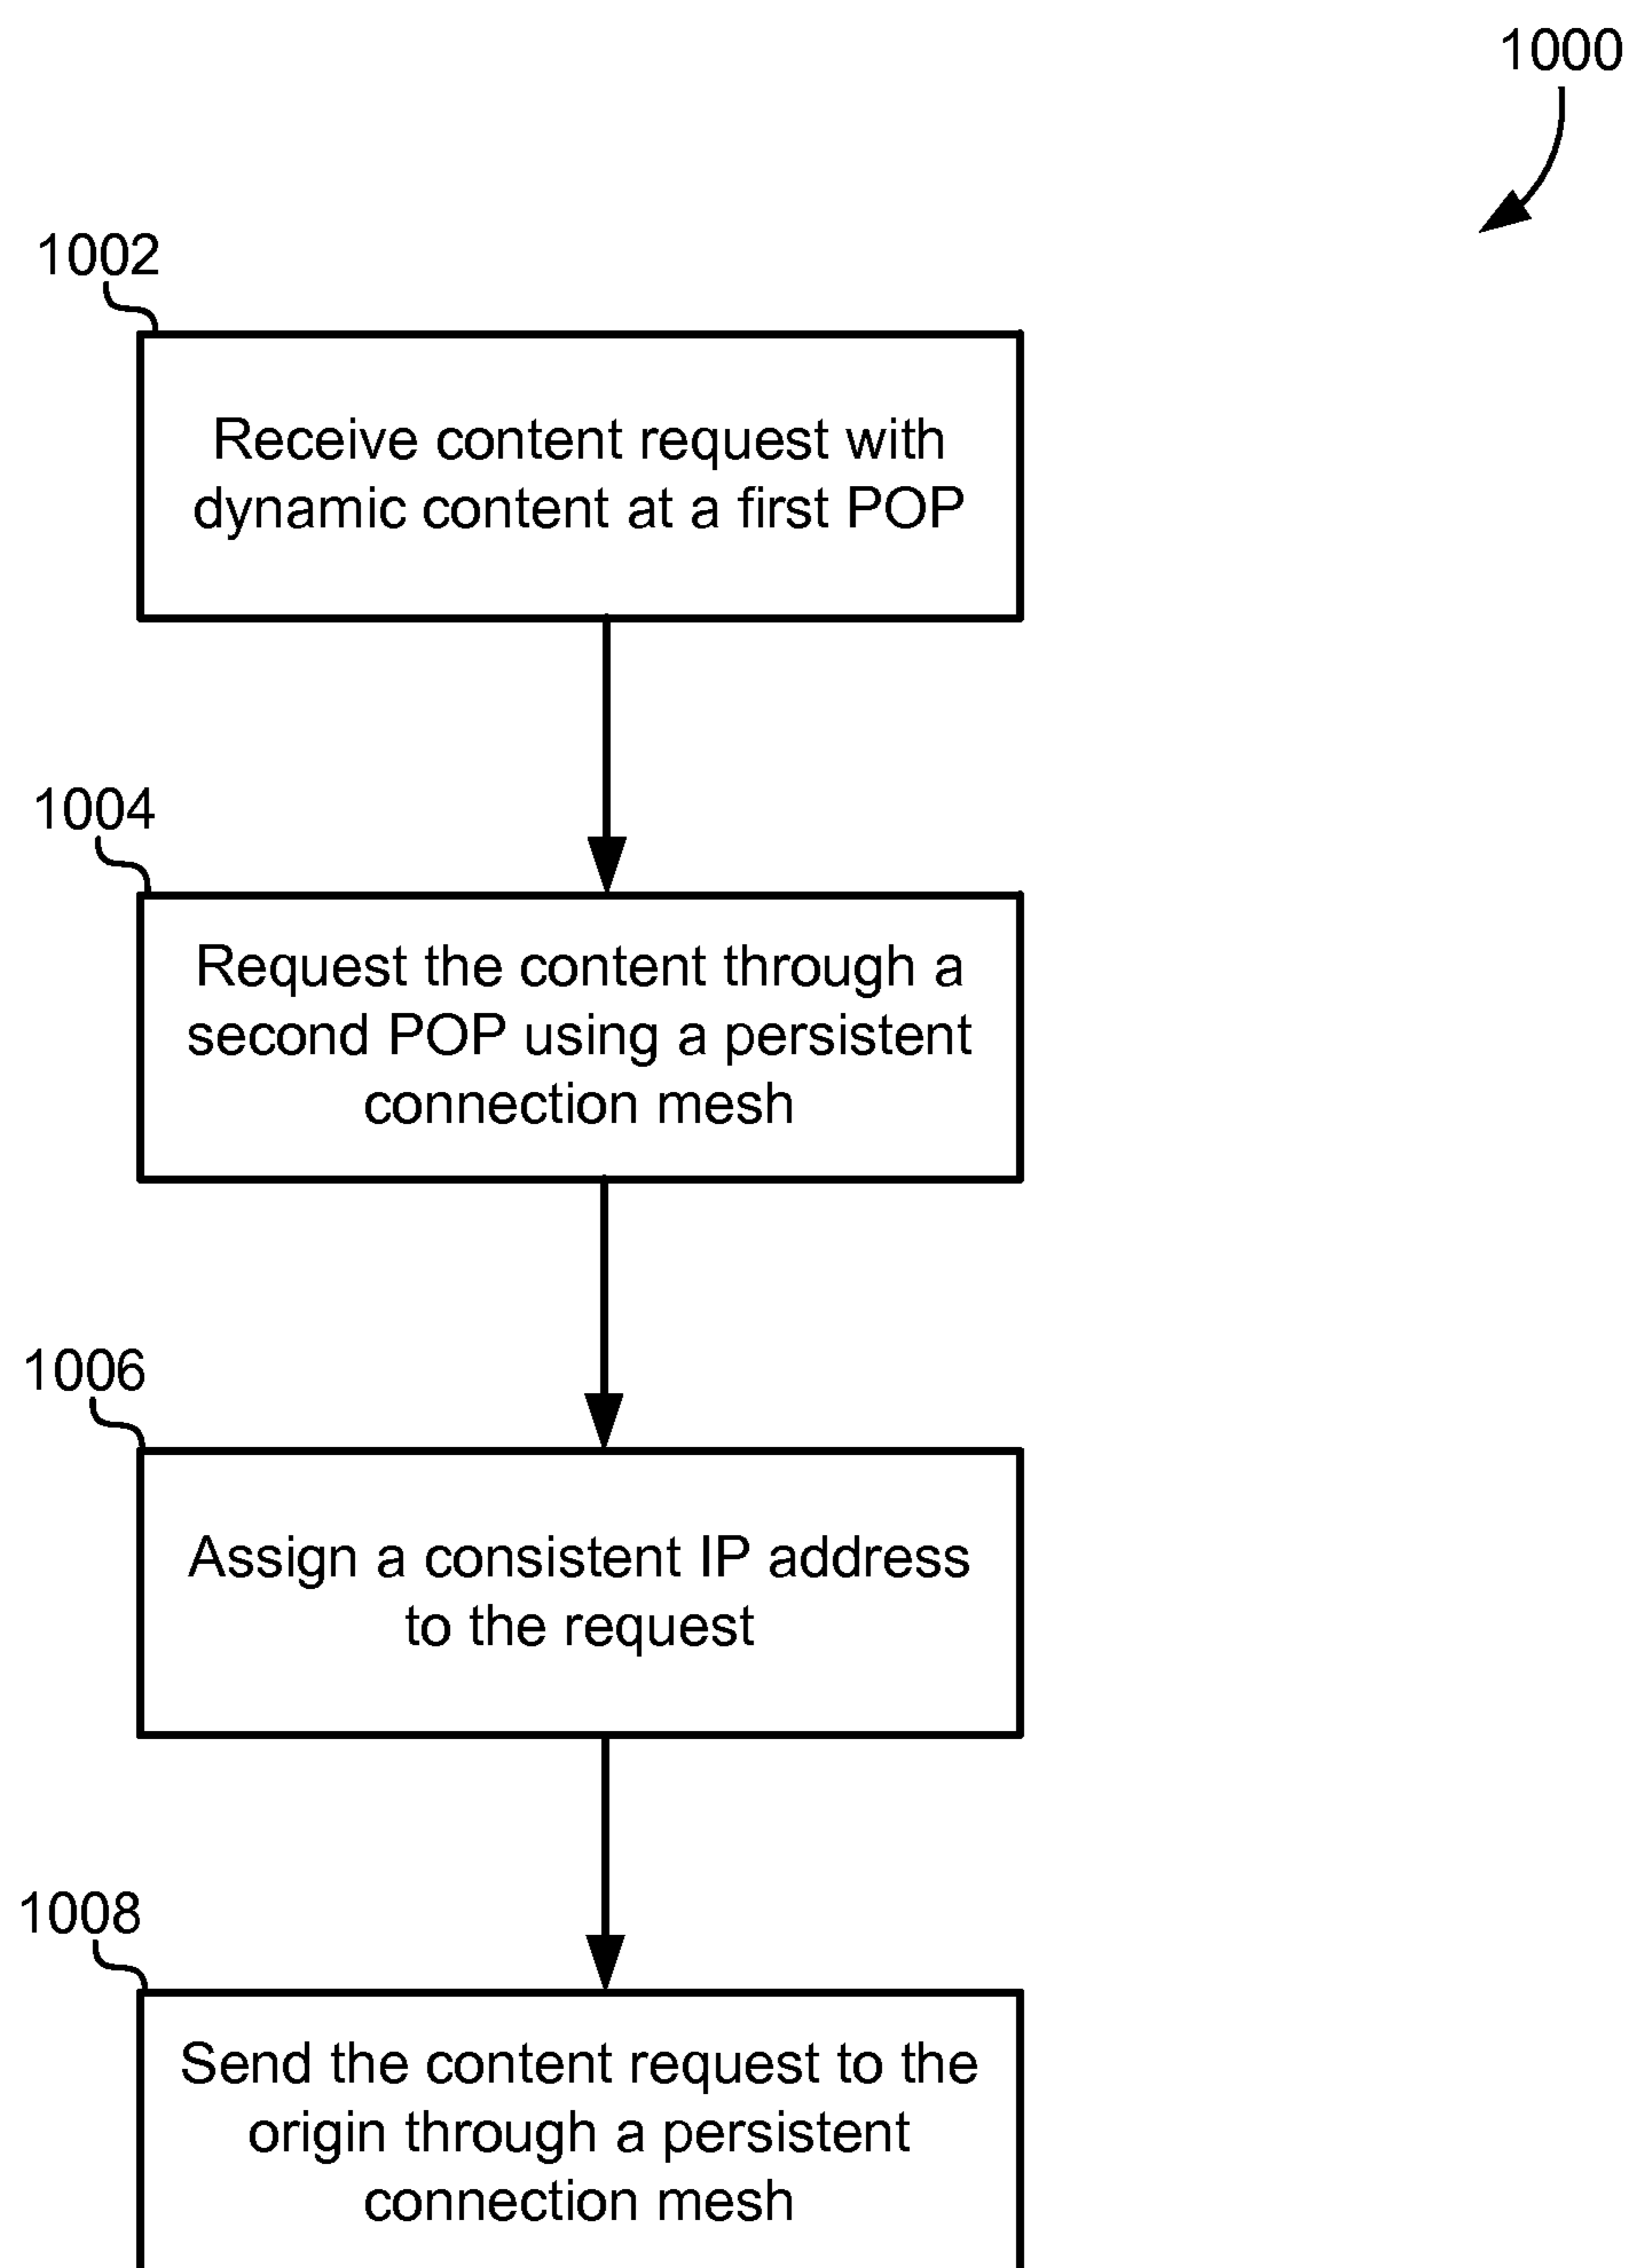 1000
1002
Receive content request with
dynamic content at a first POP
1004
Request the content through a
second POP using a persistent
connection mesh
1006
Assign a consistent IP address
to the request
1008
Send the content request to the
origin through a persistent
connection mesh